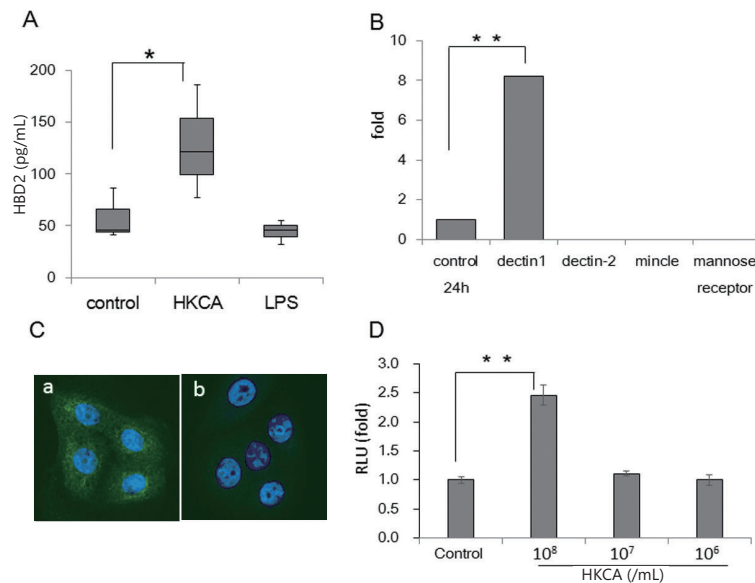 A
*
200
150
100
50
0
HBD2 (pg/mL)
control HKCA LPS
B
* *
10
8
6
4
2
0
fold
control dectin1 dectin-2 mincle mannose
24h receptor
C
a b
D
* *
3.0
2.5
2.0
1.5
1.0
0.5
0.0
RLU (fold)
Control 10⁸ 10⁷ 10⁶
HKCA (/mL)